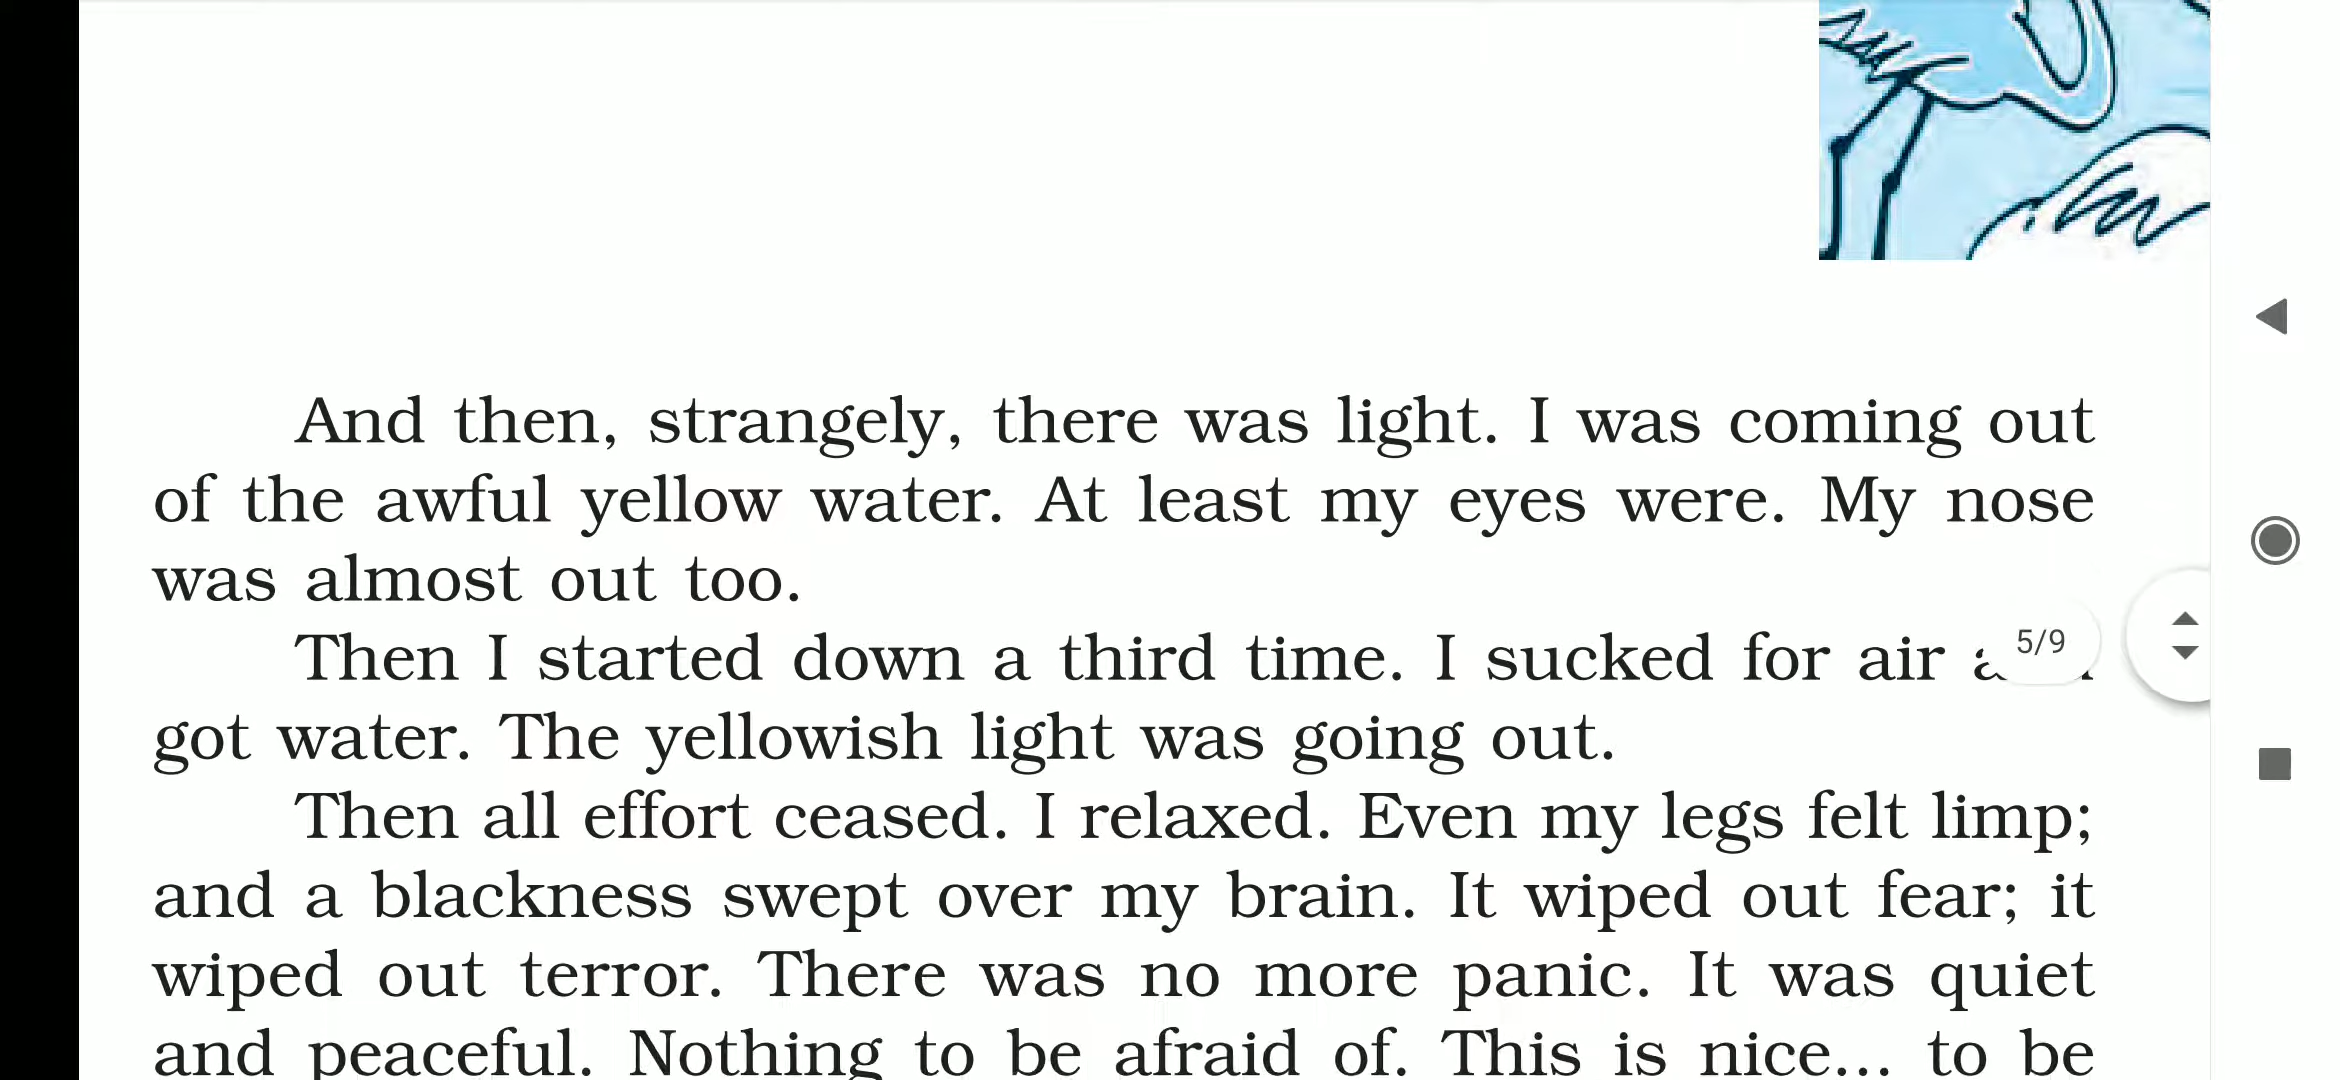 And then, strangely, there was light. I was coming out
of the awful yellow water. At least my eyes were. My nose
was almost out too.
Then I started down a third time. I sucked for air
5/9
got water. The yellowish light was going out.
Then all effort ceased. I relaxed. Even my legs felt limp;
and a blackness swept over my brain. It wiped out fear; it
wiped out terror. There was no more panic. It was quiet
and peaceful. Nothing to be afraid of. This is nice... to be